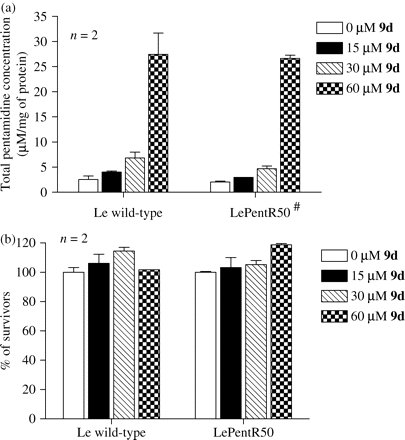 (a)
n = 2
0 µM 9d
15 µM 9d
30 µM 9d
60 µM 9d
Total pentamidine concentration
(µM/mg of protein)
35
30
25
20
15
10
5
0
Le wild-type
LePentR50 #
(b)
n = 2
0 µM 9d
15 µM 9d
30 µM 9d
60 µM 9d
% of survivors
120
100
80
60
40
20
0
Le wild-type
LePentR50